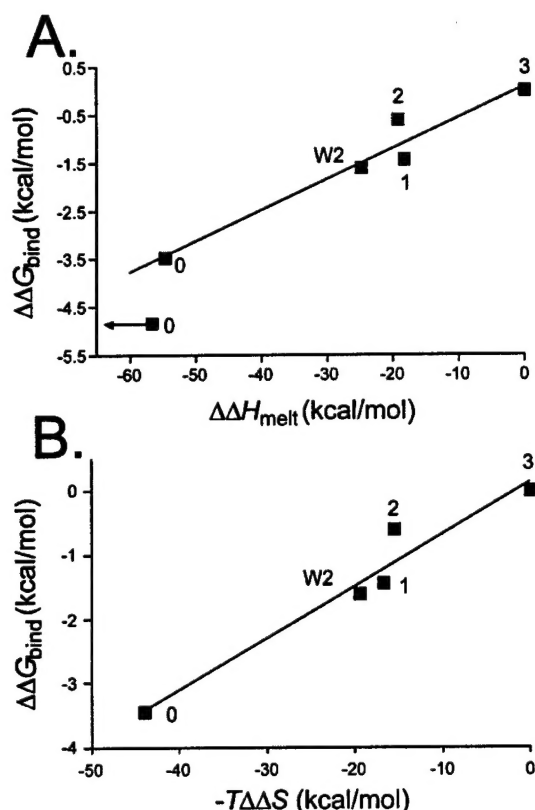 A.
0.5
-0.5
-1.5
-2.5
-3.5
-4.5
-5.5
ΔΔGbind (kcal/mol)
3
2
W2
1
0
0
-60 -50 -40 -30 -20 -10 0
ΔΔHmelt (kcal/mol)
B.
0
-1
-2
-3
-4
ΔΔGbind (kcal/mol)
3
2
W2
1
0
-50 -40 -30 -20 -10 0
-TΔΔS (kcal/mol)